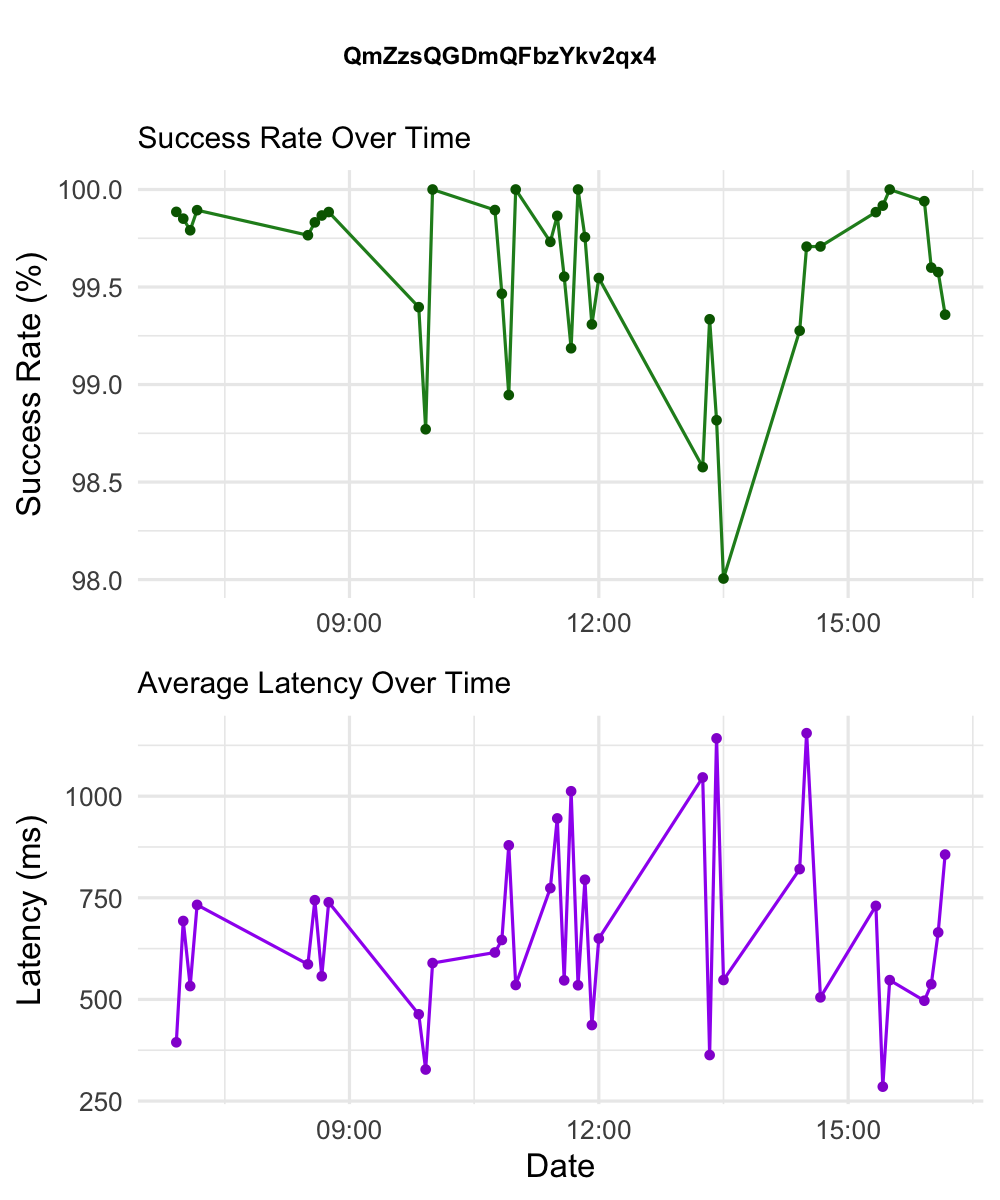 QmZzsQGDmQFbzYkv2qx4
Success Rate Over Time
100.0
99.5
99.0
98.5
98.0
Success Rate (%)
09:00 12:00 15:00
Average Latency Over Time
1000
750
500
250
Latency (ms)
09:00 12:00 15:00
Date